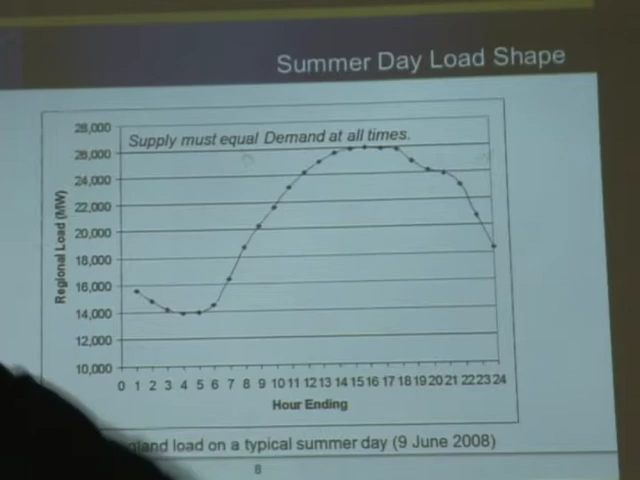 Summer Day Load Shape
Supply must equal Demand at all times.
28,000
26,000
24,000
22,000
20,000
18,000
16,000
14,000
12,000
10,000
Regional Load (MW)
0 1 2 3 4 5 6 7 8 9 10 11 12 13 14 15 16 17 18 19 20 21 22 23 24
Hour Ending
load on a typical summer day (9 June 2008)
8